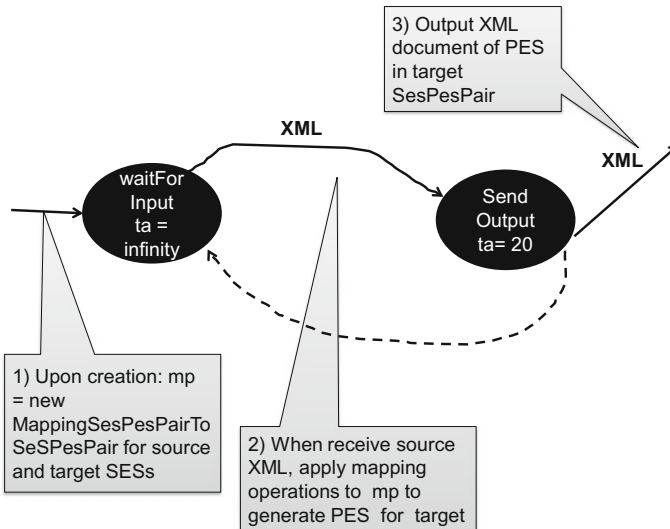 3) Output XML
document of PES
in target
SesPesPair
XML
XML
waitFor
Input
ta =
infinity
Send
Output
ta= 20
1) Upon creation: mp
= new
MappingSesPesPairTo
SeSPesPair for source
and target SESs
2) When receive source
XML, apply mapping
operations to mp to
generate PES for target